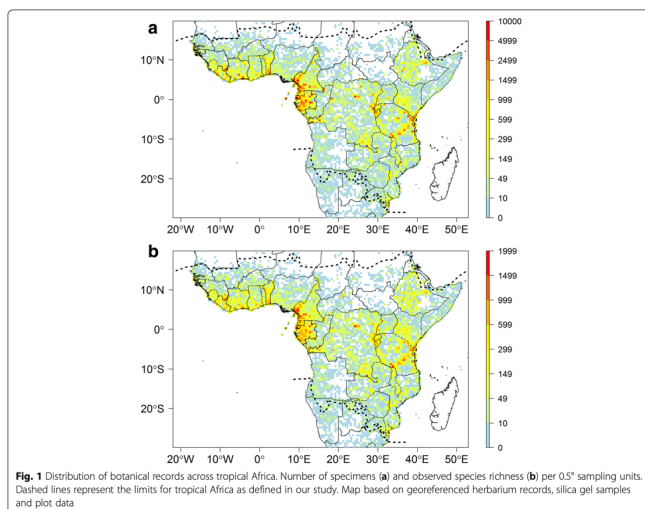 a
10°N
0°
10°S
20°S
20°W 10°W 0° 10°E 20°E 30°E 40°E 50°E
10000
4999
2499
1499
999
599
299
149
49
10
0
b
10°N
0°
10°S
20°S
20°W 10°W 0° 10°E 20°E 30°E 40°E 50°E
1999
1499
999
599
299
149
49
10
0
Fig. 1 Distribution of botanical records across tropical Africa. Number of specimens (a) and observed species richness (b) per 0.5° sampling units.
Dashed lines represent the limits for tropical Africa as defined in our study. Map based on georeferenced herbarium records, silica gel samples
and plot data